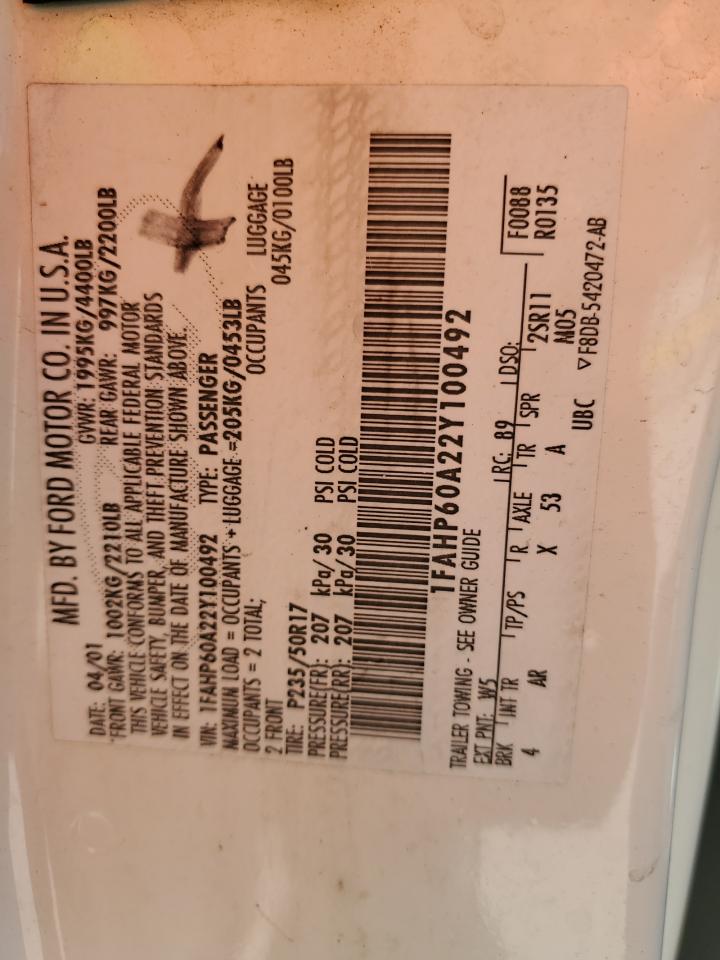 MFD. BY FORD MOTOR CO. IN U.S.A.
DATE: 04/01 GVWR: 1995KG/4400LB
FRONT GAWR: 1002KG/2210LB REAR GAWR: 997KG/2200LB
THIS VEHICLE CONFORMS TO ALL APPLICABLE FEDERAL MOTOR
VEHICLE SAFETY, BUMPER, AND THEFT PREVENTION STANDARDS
IN EFFECT ON THE DATE OF MANUFACTURE SHOWN ABOVE.
VIN: 1FAHP60A22Y100492 TYPE: PASSENGER
MAXIMUM LOAD = OCCUPANTS + LUGGAGE =205KG/0453LB
OCCUPANTS = 2 TOTAL; OCCUPANTS LUGGAGE
2 FRONT 045KG/0100LB
TIRE: P235/50R17
PRESSURE(FR): 207 kPa/ 30 PSI COLD
PRESSURE(RR): 207 kPa/ 30 PSI COLD
1FAHP60A22Y100492
TRAILER TOWING - SEE OWNER GUIDE
EXT PNT: W5 RC: 89 DSO: F0088
BRK INT TR TP/PS R AXLE TR SPR R0135
4 AR X 53 A 2SR11
M05
UBC ▽F8DB-5420472-AB